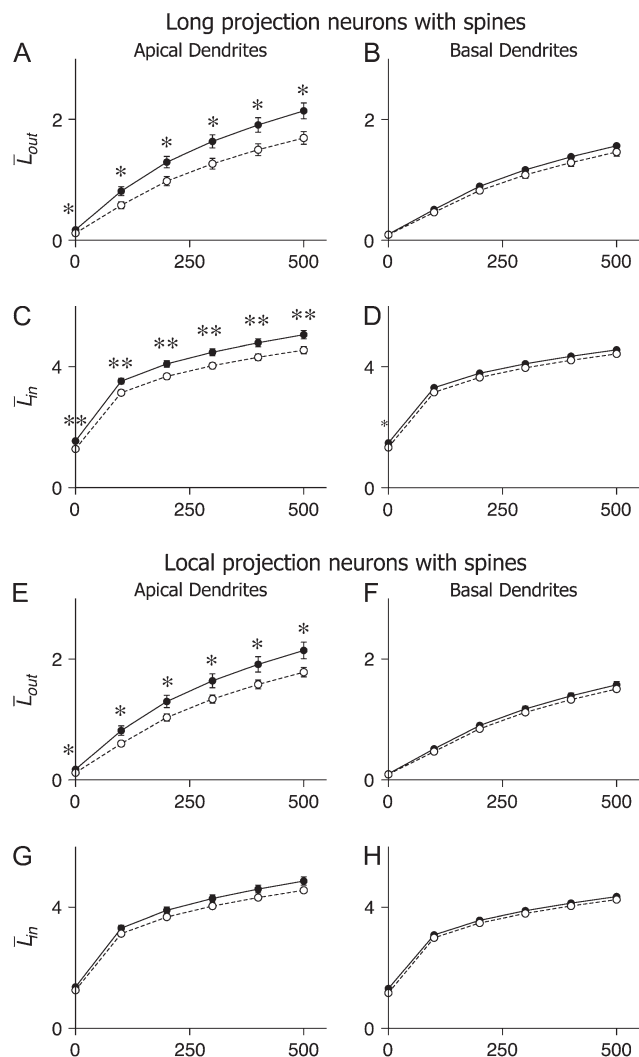 Long projection neurons with spines
A Apical Dendrites B Basal Dendrites
L̅out
2
* * * * * *
0
0 250 500
2
0
0 250 500
C D
L̅in
4
** ** ** ** ** **
0
0 250 500
4
*
0
0 250 500
Local projection neurons with spines
E Apical Dendrites F Basal Dendrites
L̅out
2
* * * * * *
0
0 250 500
2
0
0 250 500
G H
L̅in
4
0
0 250 500
4
0
0 250 500